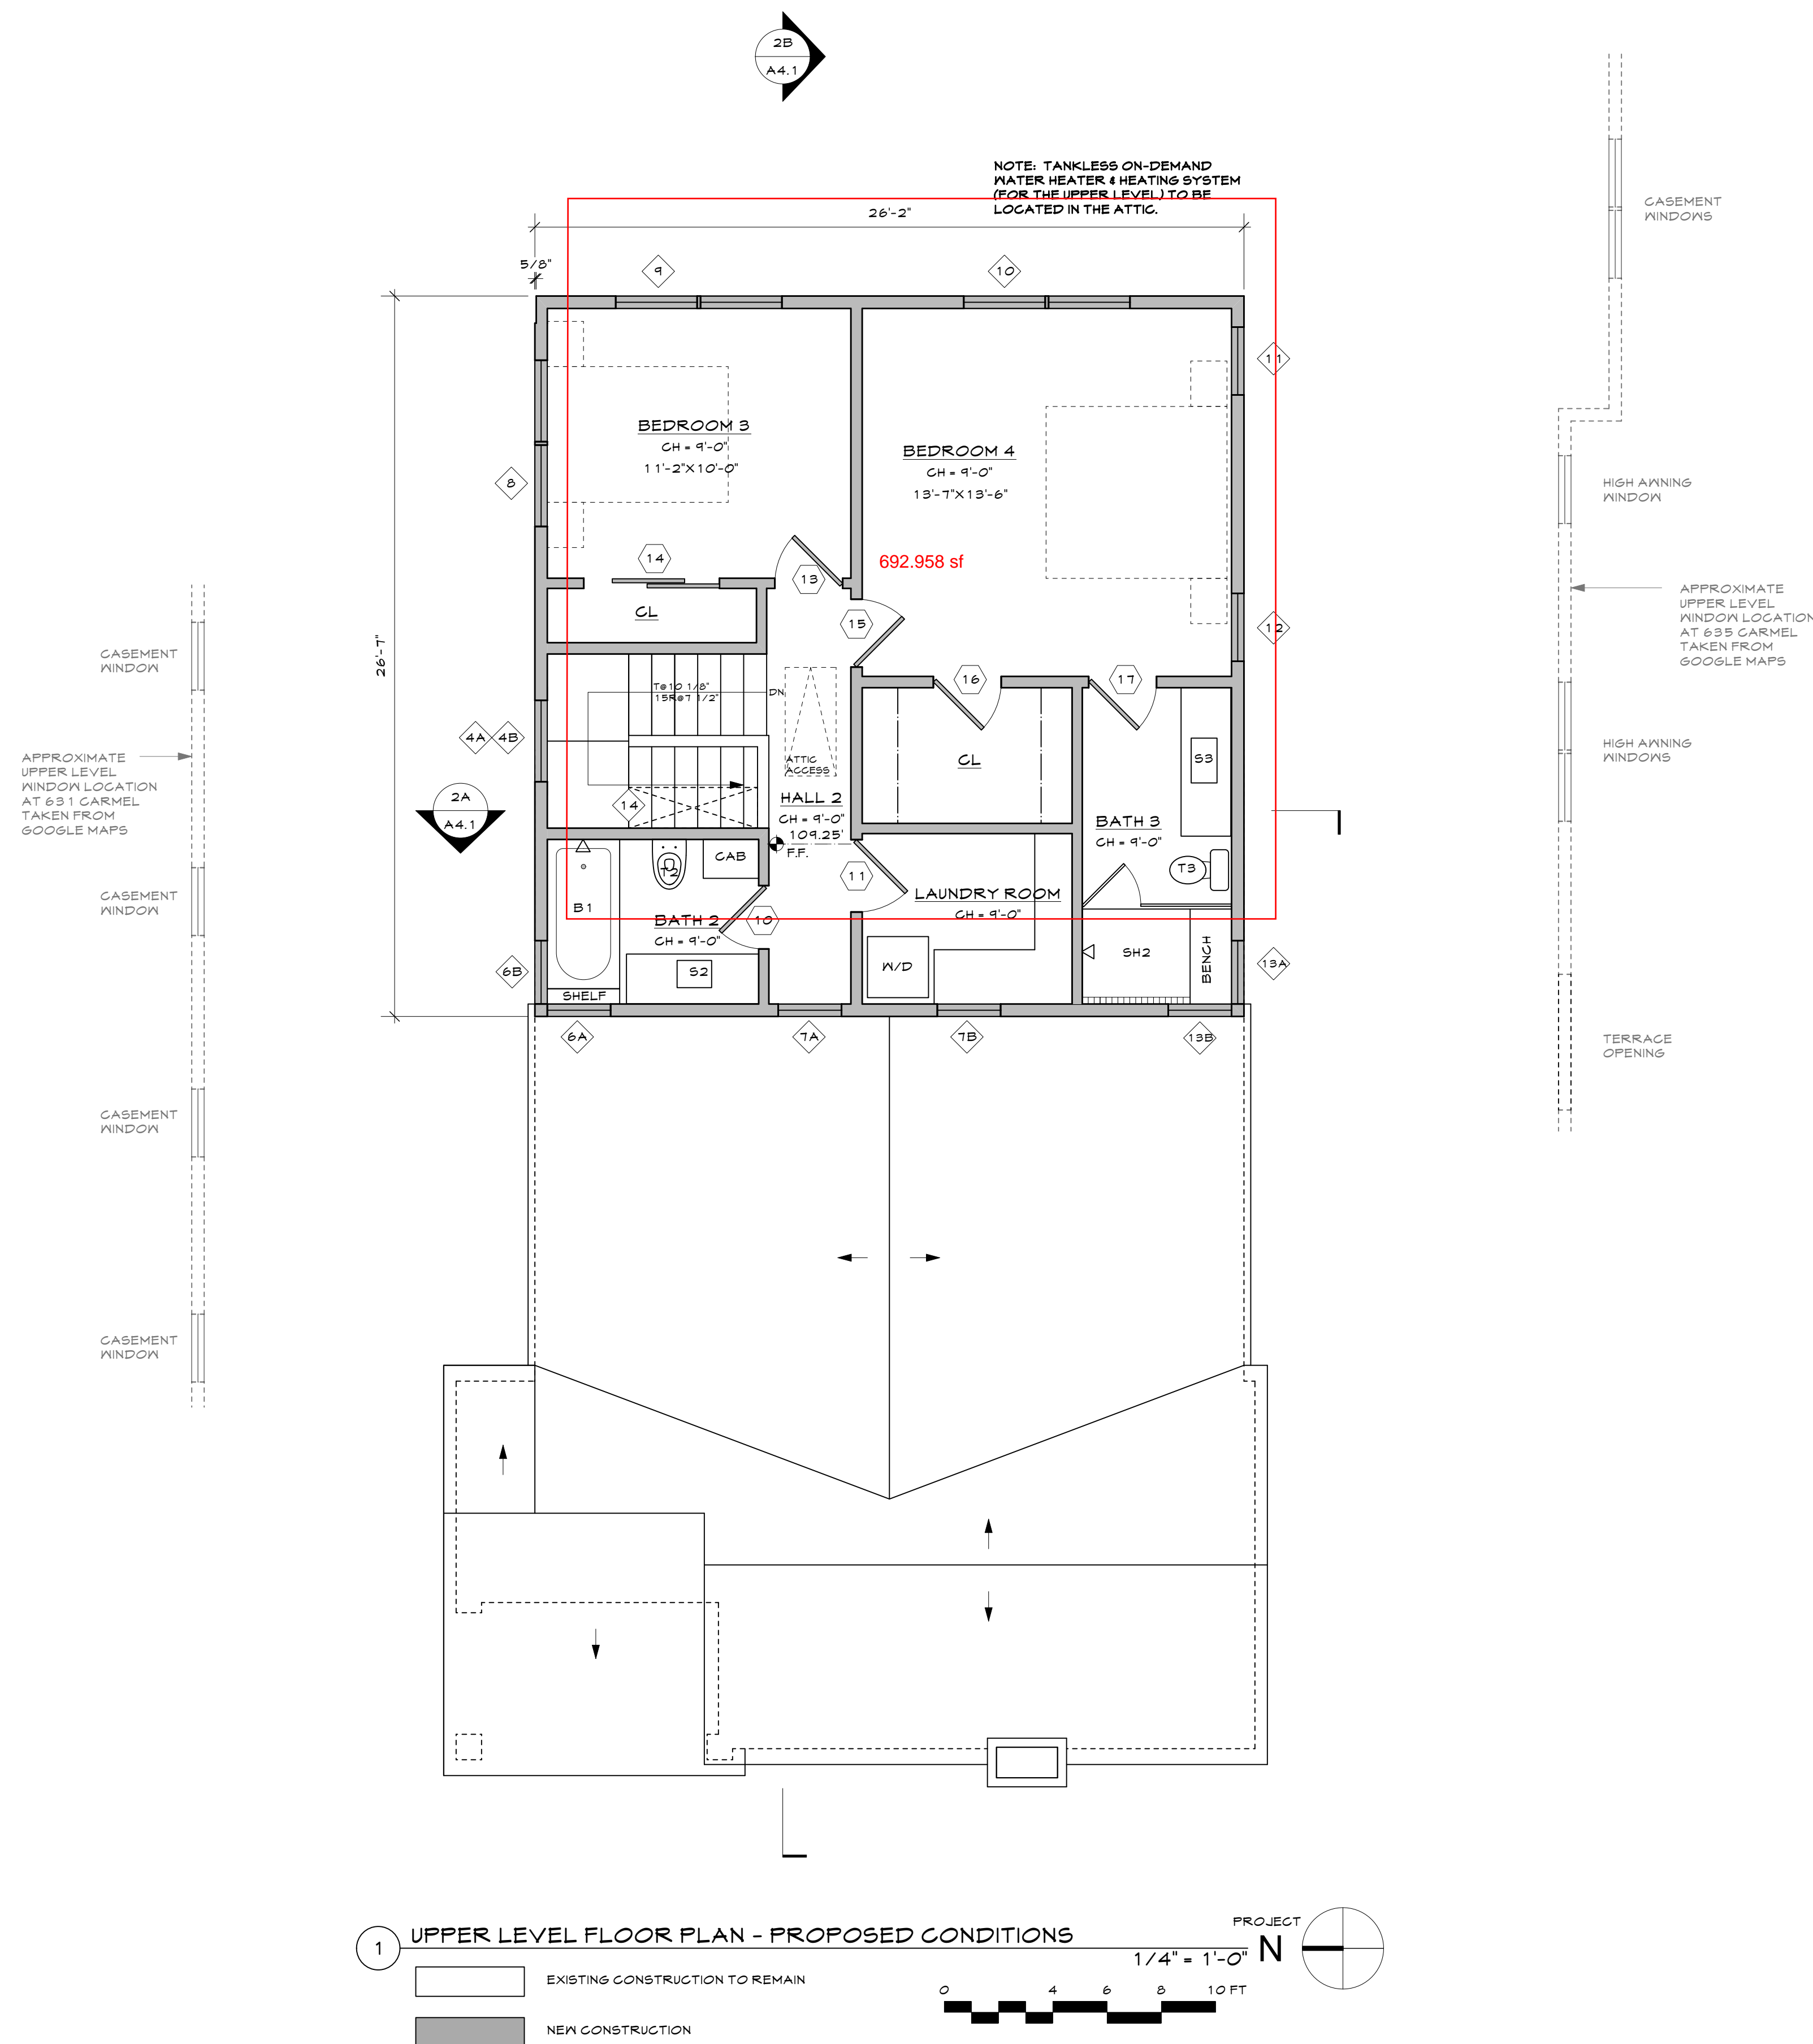 2B
A4.1
NOTE: TANKLESS ON-DEMAND
WATER HEATER & HEATING SYSTEM
(FOR THE UPPER LEVEL) TO BE
LOCATED IN THE ATTIC.
CASEMENT
WINDOWS
26'-2"
5/8"
9
10
11
BEDROOM 3
CH = 9'-0"
11'-2"X10'-0"
BEDROOM 4
CH = 9'-0"
13'-7"X13'-6"
8
HIGH AWNING
WINDOW
14
13
692.958 sf
APPROXIMATE
UPPER LEVEL
WINDOW LOCATION
AT 635 CARMEL
TAKEN FROM
GOOGLE MAPS
CL
15
12
26'-7"
CASEMENT
WINDOW
T@10 1/8"
15R@7 1/2"
DN
16
17
4A
4B
APPROXIMATE
UPPER LEVEL
WINDOW LOCATION
AT 631 CARMEL
TAKEN FROM
GOOGLE MAPS
ATTIC
ACCESS
CL
S3
HIGH AWNING
WINDOWS
2A
A4.1
14
HALL 2
CH = 9'-0"
109.25'
F.F.
BATH 3
CH = 9'-0"
CAB
T2
T3
11
CASEMENT
WINDOW
B1
BATH 2
CH = 9'-0"
10
LAUNDRY ROOM
CH = 9'-0"
6B
S2
W/D
SH2
BENCH
13A
SHELF
6A
7A
7B
13B
TERRACE
OPENING
CASEMENT
WINDOW
CASEMENT
WINDOW
1
UPPER LEVEL FLOOR PLAN - PROPOSED CONDITIONS
1/4" = 1'-0"
PROJECT
N
EXISTING CONSTRUCTION TO REMAIN
0
4
6
8
10 FT
NEW CONSTRUCTION